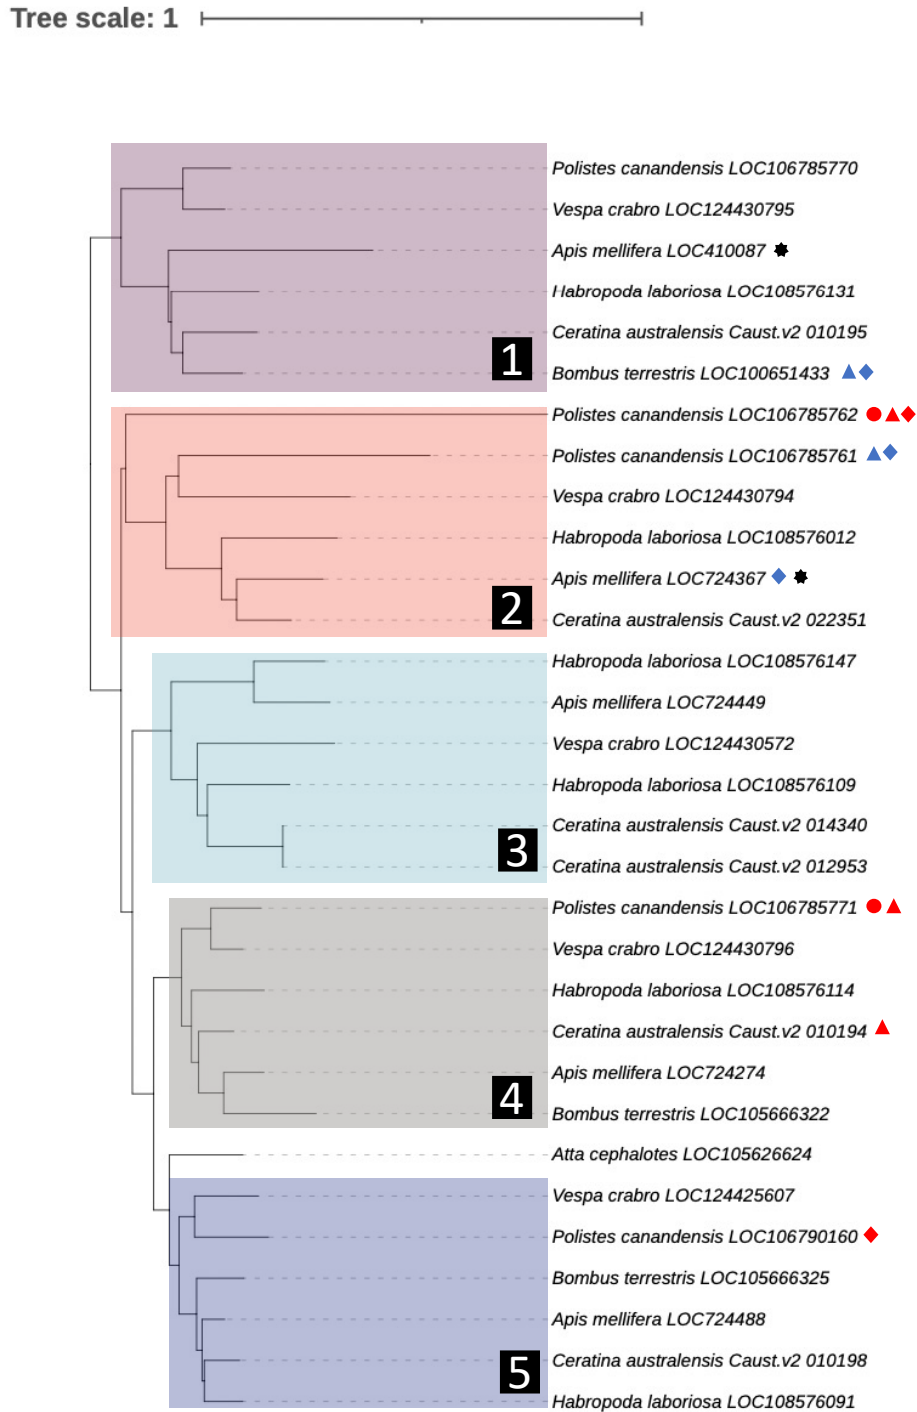 Tree scale: 1
Polistes canandensis LOC106785770
Vespa crabro LOC124430795
Apis mellifera LOC410087
Habropoda laboriosa LOC108576131
Ceratina australensis Caust.v2 010195
1
Bombus terrestris LOC100651433
Polistes canandensis LOC106785762
Polistes canandensis LOC106785761
Vespa crabro LOC124430794
Habropoda laboriosa LOC108576012
Apis mellifera LOC724367
2
Ceratina australensis Caust.v2 022351
Habropoda laboriosa LOC108576147
Apis mellifera LOC724449
Vespa crabro LOC124430572
Habropoda laboriosa LOC108576109
Ceratina australensis Caust.v2 014340
3
Ceratina australensis Caust.v2 012953
Polistes canandensis LOC106785771
Vespa crabro LOC124430796
Habropoda laboriosa LOC108576114
Ceratina australensis Caust.v2 010194
Apis mellifera LOC724274
4
Bombus terrestris LOC105666322
Atta cephalotes LOC105626624
Vespa crabro LOC124425607
Polistes canandensis LOC106790160
Bombus terrestris LOC105666325
Apis mellifera LOC724488
Ceratina australensis Caust.v2 010198
5
Habropoda laboriosa LOC108576091